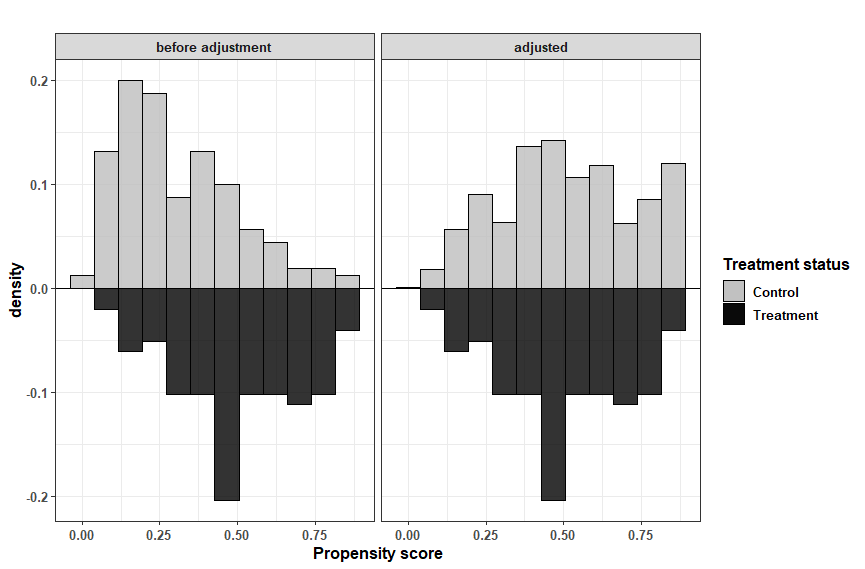 before adjustment
adjusted
density
0.2
0.1
0.0
-0.1
-0.2
0.00
0.25
0.50
0.75
0.00
0.25
0.50
0.75
Propensity score
Treatment status
Control
Treatment